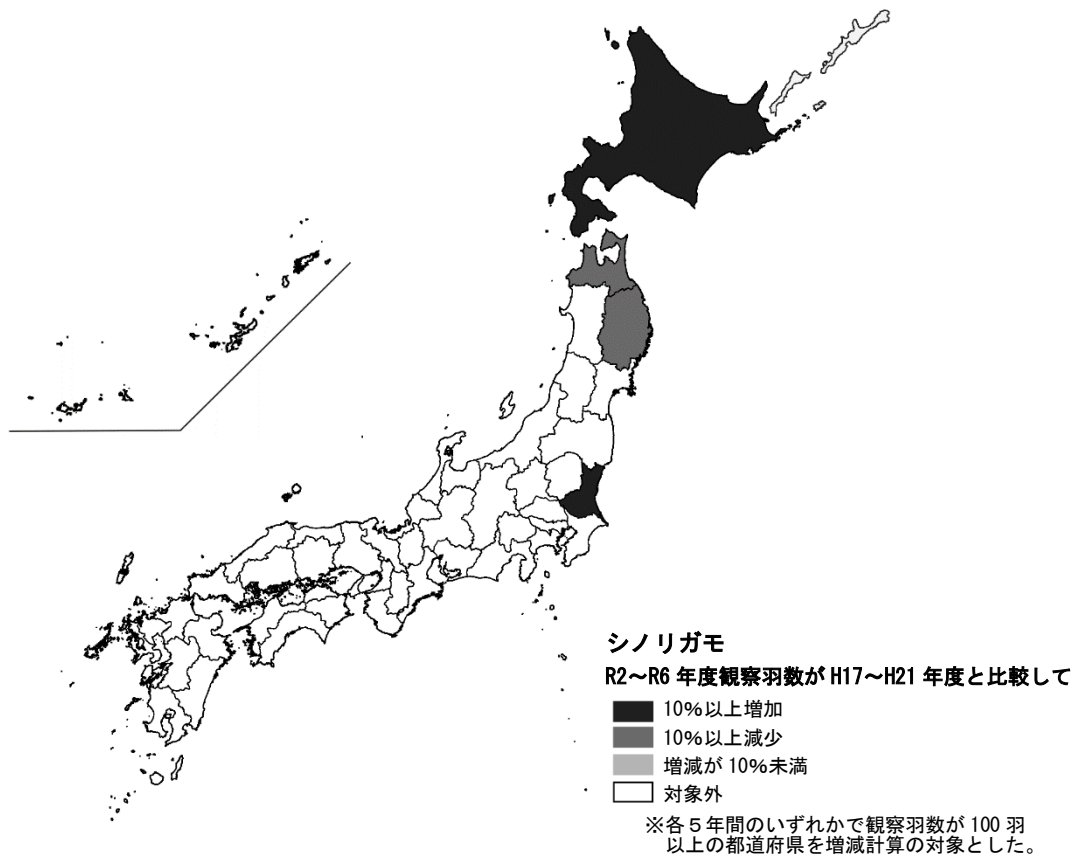 シノリガモ
R2～R6 年度観察羽数が H17～H21 年度と比較して
10％以上増加
10％以上減少
増減が 10％未満
対象外
※各５年間のいずれかで観察羽数が 100 羽
以上の都道府県を増減計算の対象とした。